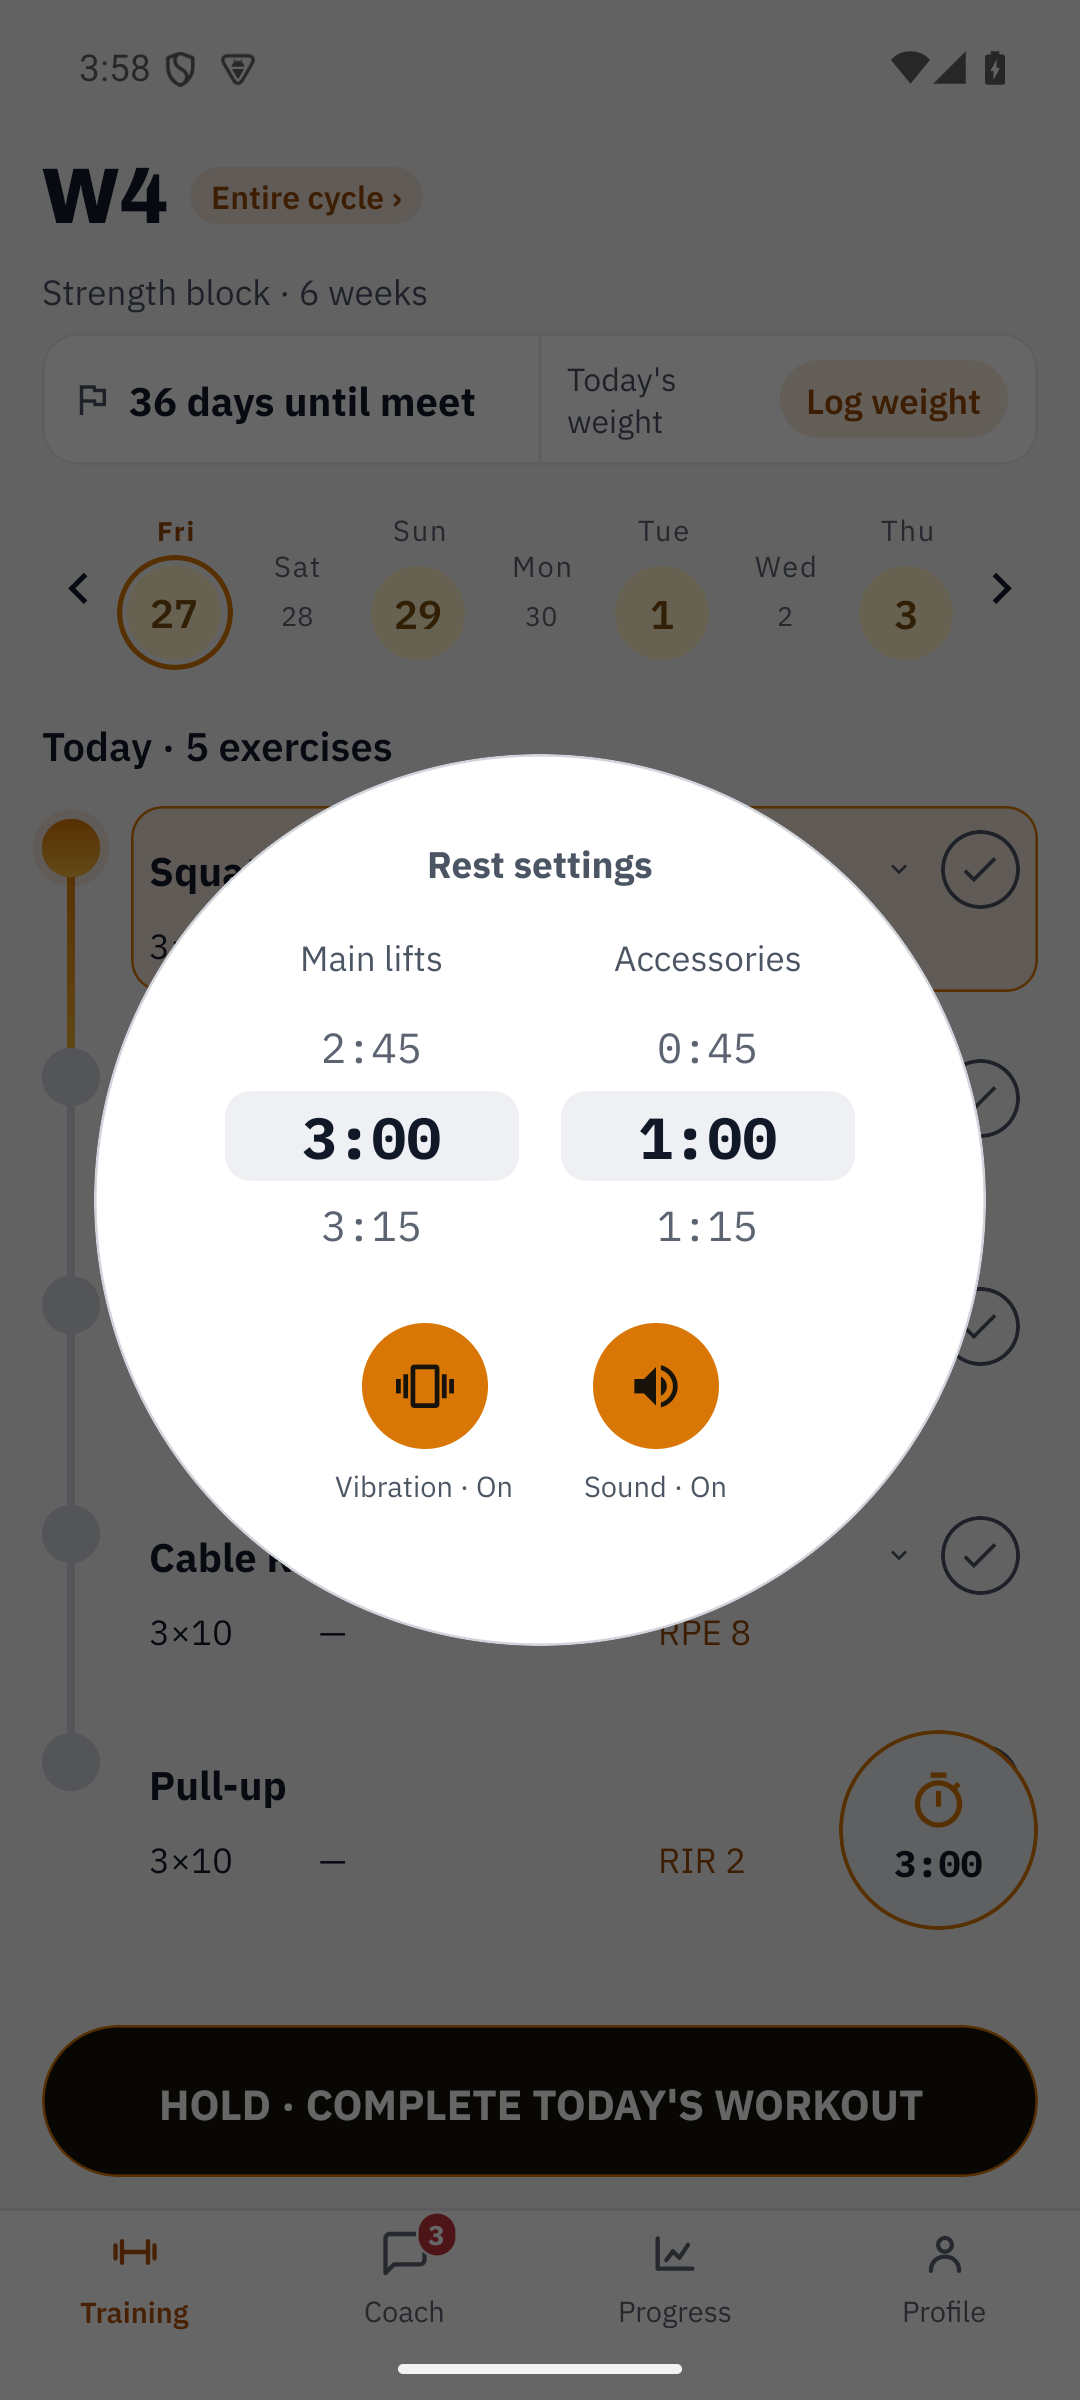 3:58
W4
Entire cycle ›
Strength block · 6 weeks
36 days until meet
Today's
weight
Log weight
Fri
Sat
Sun
Mon
Tue
Wed
Thu
27
28
29
30
1
2
3
Today · 5 exercises
Rest settings
Main lifts
Accessories
2:45
0:45
3:00
1:00
3:15
1:15
Vibration · On
Sound · On
Cable
3×10
—
RPE 8
Pull-up
3×10
—
RIR 2
3:00
HOLD · COMPLETE TODAY'S WORKOUT
3
Training
Coach
Progress
Profile